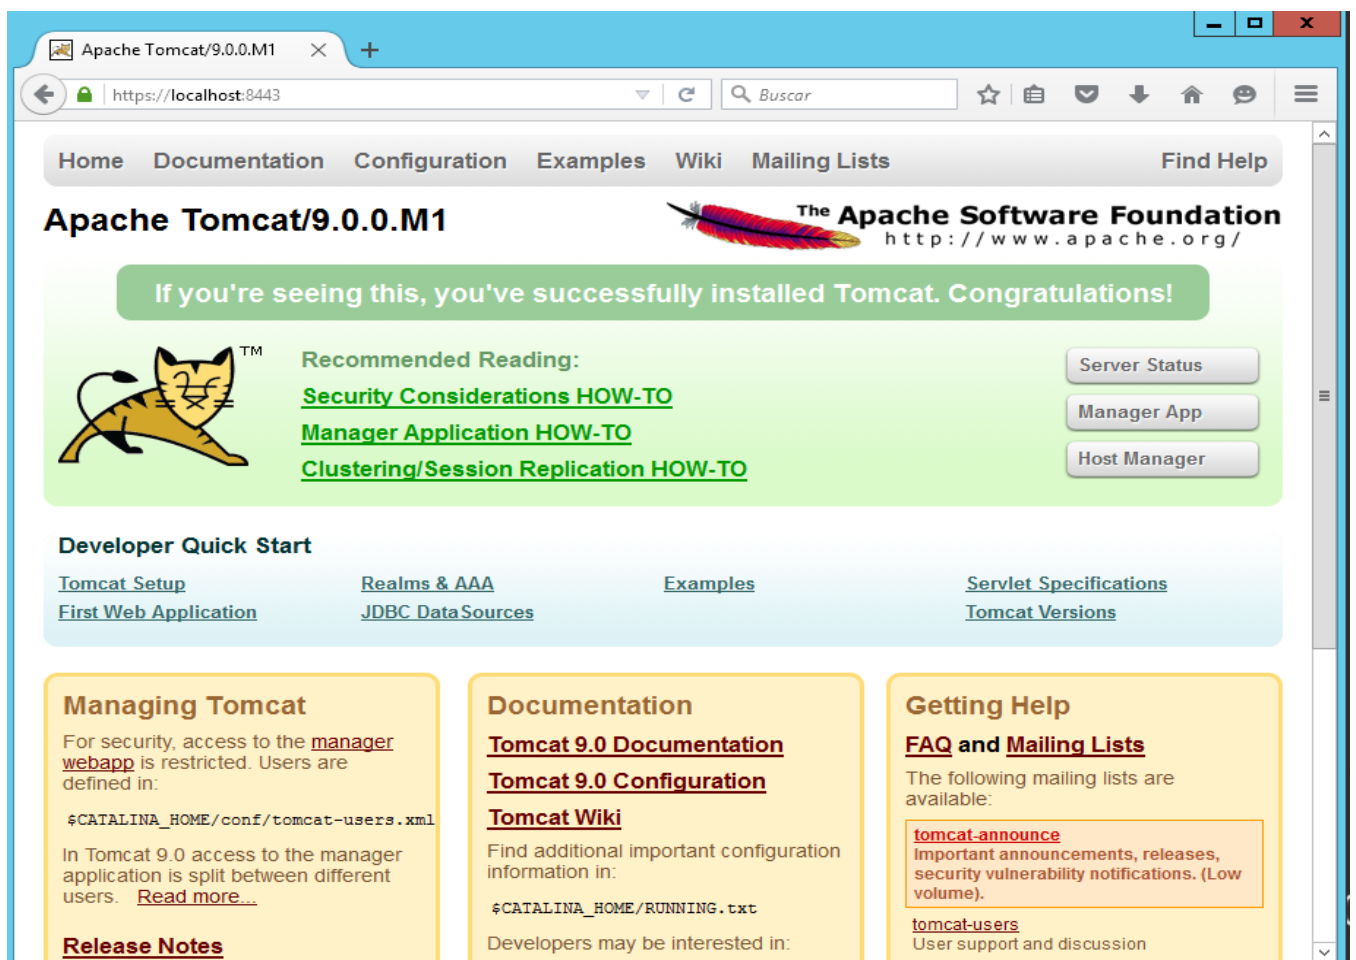 Apache Tomcat/9.0.0.M1
https://localhost:8443
Buscar
Home Documentation Configuration Examples Wiki Mailing Lists Find Help
Apache Tomcat/9.0.0.M1
The Apache Software Foundation
http://www.apache.org/
If you're seeing this, you've successfully installed Tomcat. Congratulations!
TM
Recommended Reading:
Security Considerations HOW-TO
Manager Application HOW-TO
Clustering/Session Replication HOW-TO
Server Status
Manager App
Host Manager
Developer Quick Start
Tomcat Setup
First Web Application
Realms & AAA
JDBC DataSources
Examples
Servlet Specifications
Tomcat Versions
Managing Tomcat
For security, access to the manager
webapp is restricted. Users are
defined in:
$CATALINA_HOME/conf/tomcat-users.xml
In Tomcat 9.0 access to the manager
application is split between different
users. Read more...
Release Notes
Documentation
Tomcat 9.0 Documentation
Tomcat 9.0 Configuration
Tomcat Wiki
Find additional important configuration
information in:
$CATALINA_HOME/RUNNING.txt
Developers may be interested in:
Getting Help
FAQ and Mailing Lists
The following mailing lists are
available:
tomcat-announce
Important announcements, releases,
security vulnerability notifications. (Low
volume).
tomcat-users
User support and discussion